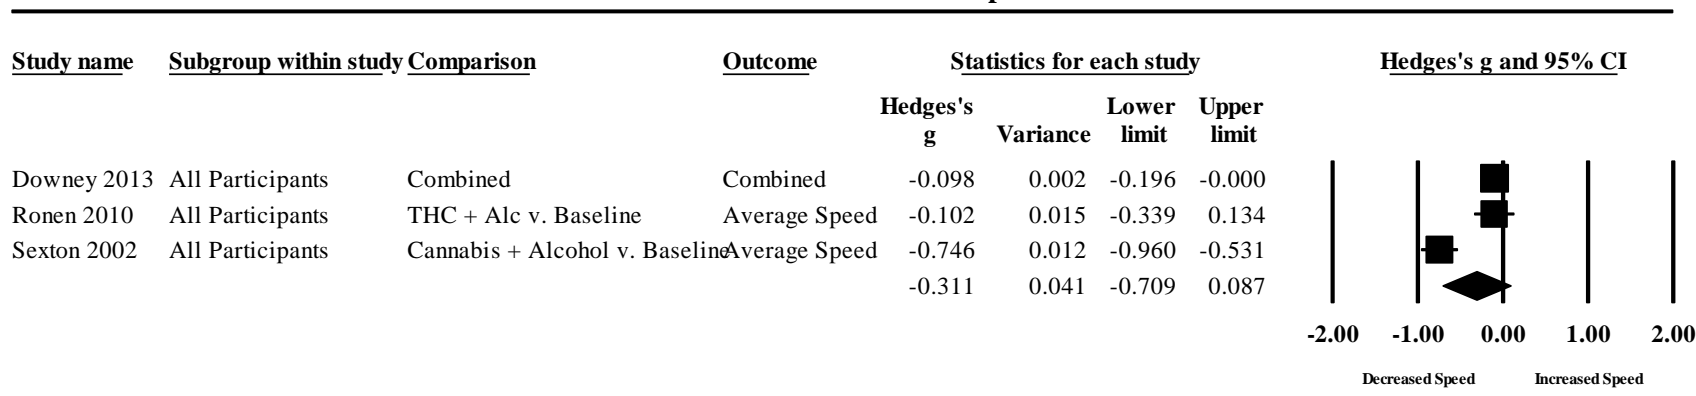 Study name Subgroup within study Comparison Outcome Statistics for each study Hedges's g and 95% CI
Hedges's Lower Upper
g Variance limit limit
Downey 2013 All Participants Combined Combined -0.098 0.002 -0.196 -0.000
Ronen 2010 All Participants THC + Alc v. Baseline Average Speed -0.102 0.015 -0.339 0.134
Sexton 2002 All Participants Cannabis + Alcohol v. Baseline Average Speed -0.746 0.012 -0.960 -0.531
-0.311 0.041 -0.709 0.087
-2.00 -1.00 0.00 1.00 2.00
Decreased Speed Increased Speed